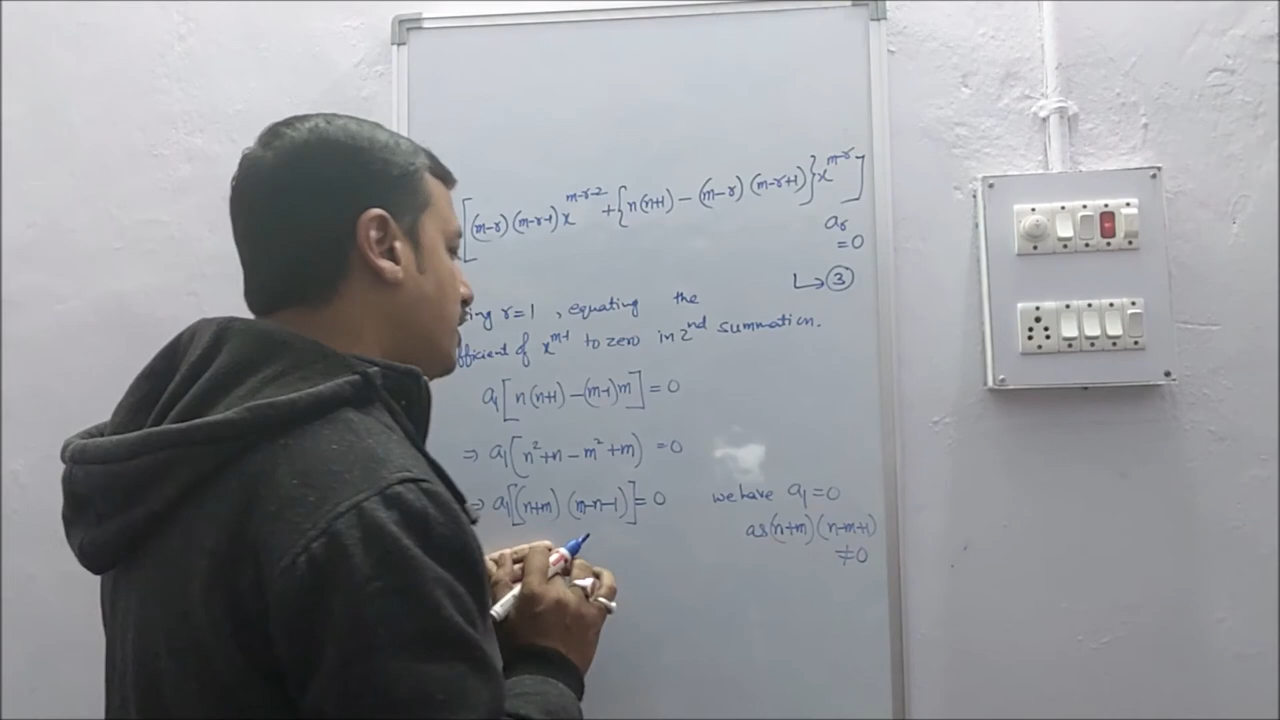 [(m-r)(m-r-1)x^{m-r-2} + {n(n+1) - (m-r)(m-r+1)}x^{m-r}]
a_r
=0
↳ ③
r=1, equating the
of x^{m-1} to zero in 2^{nd} summation.
a_1[n(n+1) - (m-1)m] = 0
⇒ a_1(n^2+n-m^2+m) = 0
⇒ a_1[(n+m)(m-n-1)] = 0 we have a_1=0
as (n+m)(n-m+1)
≠0